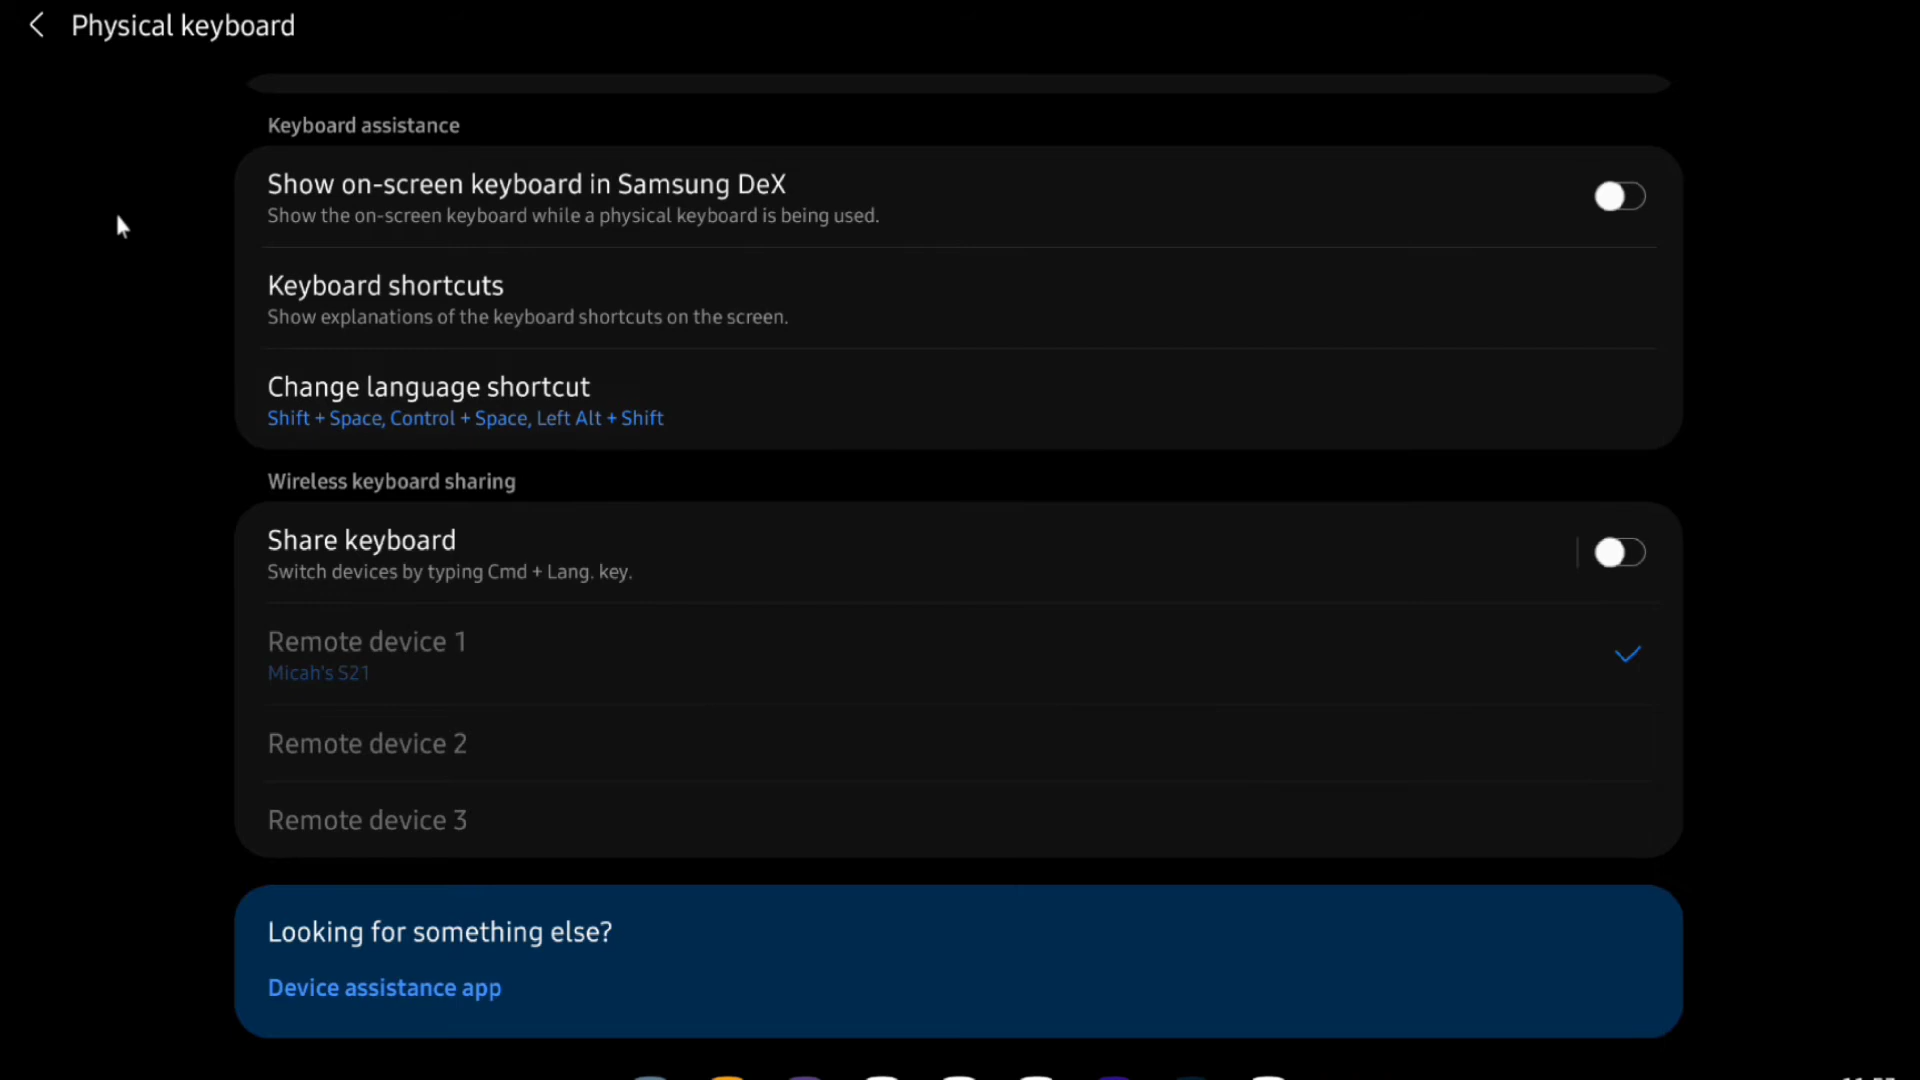 Physical keyboard
Keyboard assistance
Show on-screen keyboard in Samsung DeX
Show the on-screen keyboard while a physical keyboard is being used.
Keyboard shortcuts
Show explanations of the keyboard shortcuts on the screen.
Change language shortcut
Shift + Space, Control + Space, Left Alt + Shift
Wireless keyboard sharing
Share keyboard
Switch devices by typing Cmd + Lang. key.
Remote device 1
Micah's S21
Remote device 2
Remote device 3
Looking for something else?
Device assistance app